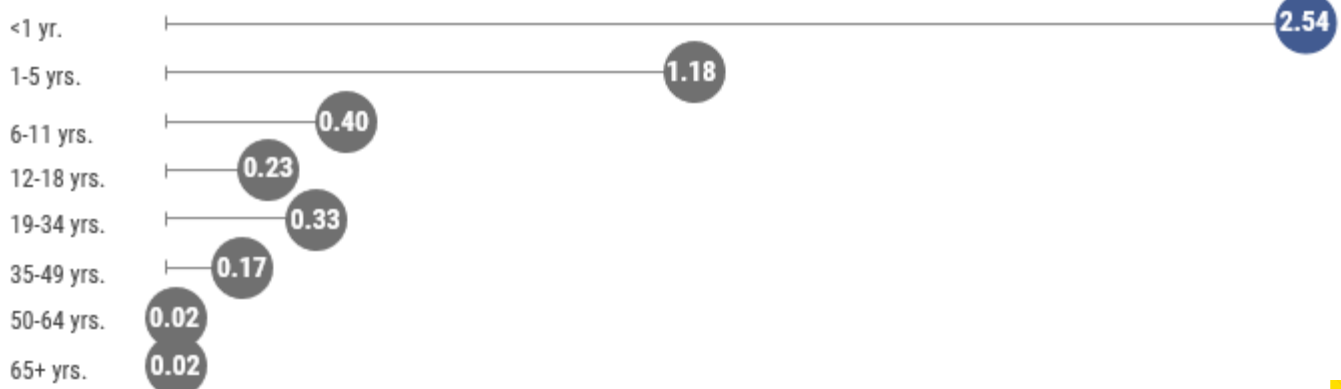 <1 yr. 2.54
1-5 yrs. 1.18
6-11 yrs. 0.40
12-18 yrs. 0.23
19-34 yrs. 0.33
35-49 yrs. 0.17
50-64 yrs. 0.02
65+ yrs. 0.02